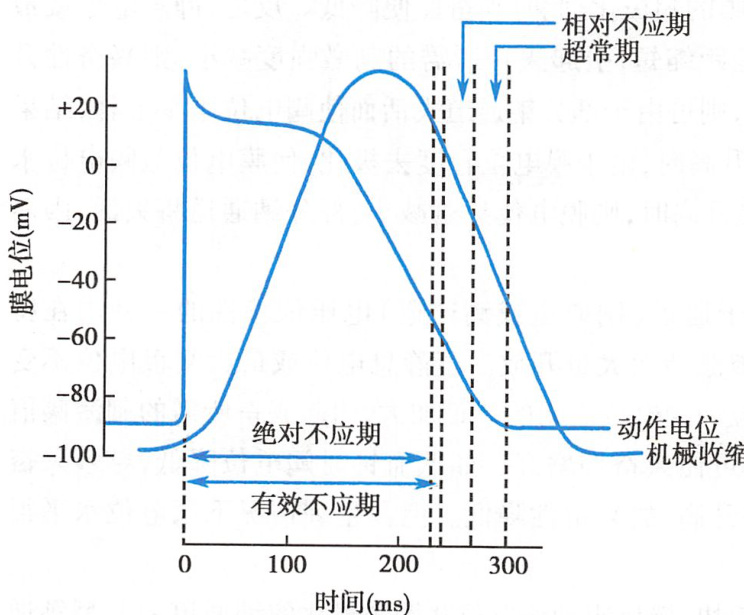 相对不应期
超常期
+20
0
−20
−40
−60
−80
−100
膜电位(mV)
绝对不应期
有效不应期
动作电位
机械收缩
0
100
200
300
时间(ms)